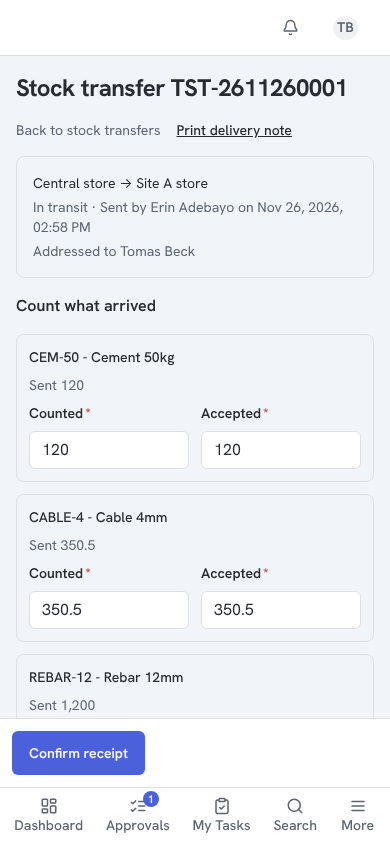 TB
Stock transfer TST-2611260001
Back to stock transfers Print delivery note
Central store → Site A store
In transit · Sent by Erin Adebayo on Nov 26, 2026,
02:58 PM
Addressed to Tomas Beck
Count what arrived
CEM-50 - Cement 50kg
Sent 120
Counted * Accepted *
120 120
CABLE-4 - Cable 4mm
Sent 350.5
Counted * Accepted *
350.5 350.5
REBAR-12 - Rebar 12mm
Sent 1,200
Confirm receipt
1
Dashboard Approvals My Tasks Search More